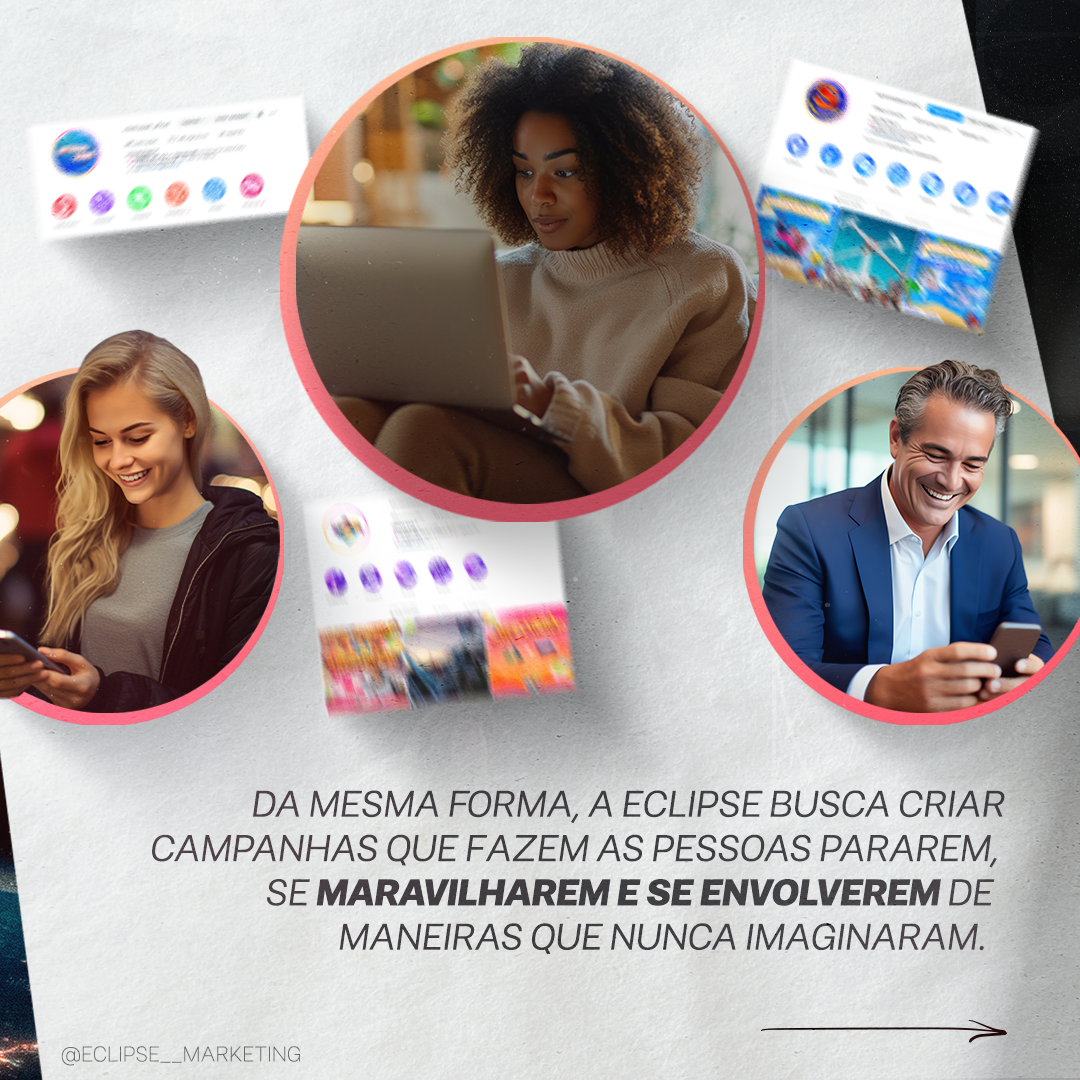 DA MESMA FORMA, A ECLIPSE BUSCA CRIAR
CAMPANHAS QUE FAZEM AS PESSOAS PARAREM,
SE MARAVILHAREM E SE ENVOLVEREM DE
MANEIRAS QUE NUNCA IMAGINARAM.
@ECLIPSE__MARKETING